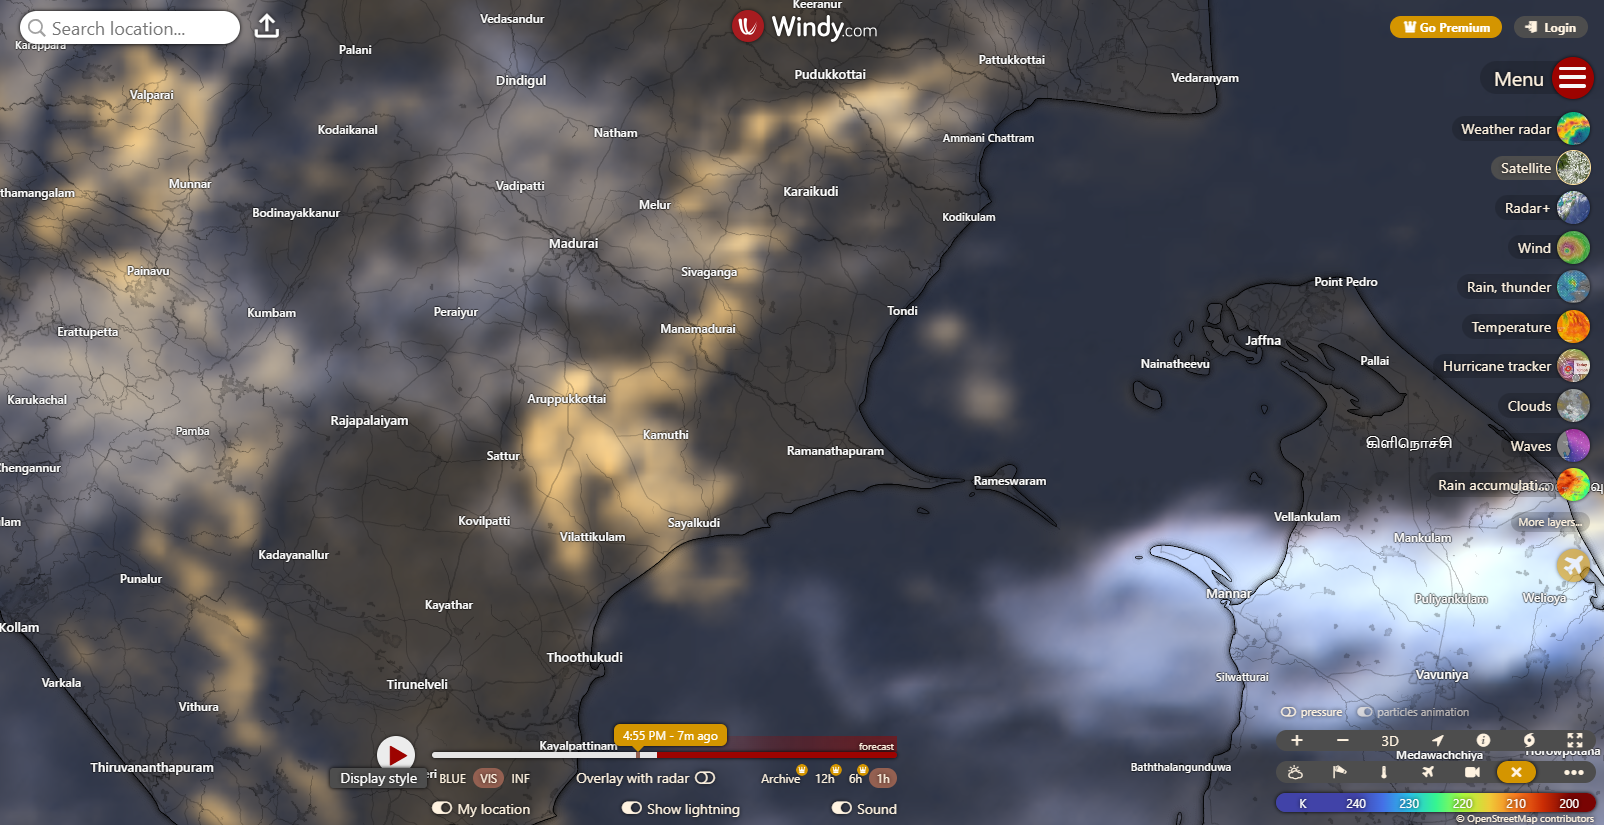 Search location...
Windy.com
Go Premium
Login
Menu
Weather radar
Satellite
Radar+
Wind
Rain, thunder
Temperature
Hurricane tracker
Clouds
Waves
Rain accumulati...
More layers...
Keeranur
Vedasandur
Karappara
Palani
Pattukkottai
Pudukkottai
Vedaranyam
Dindigul
Valparai
Kodaikanal
Natham
Ammani Chattram
Munnar
Vadipatti
Karaikudi
thamangalam
Melur
Bodinayakkanur
Kodikulam
Madurai
Painavu
Sivaganga
Point Pedro
Kumbam
Peraiyur
Tondi
Erattupetta
Manamadurai
Jaffna
Nainatheevu
Pallai
Karukachal
Aruppukkottai
Rajapalaiyam
Pamba
Kamuthi
கிளிநொச்சி
Sattur
Ramanathapuram
Chengannur
Rameswaram
Vellankulam
lam
Kovilpatti
Sayalkudi
Vilattikulam
Mankulam
Kadayanallur
Punalur
Mannar
Puliyankulam
Welioya
Kayathar
Kollam
Thoothukudi
Vavuniya
Silwatturai
Varkala
Tirunelveli
Vithura
Kayalpattinam
Thiruvananthapuram
Medawachchiya
Horowpotana
Baththalangunduwa
4:55 PM - 7m ago
forecast
Display style
eri
BLUE
VIS
INF
Overlay with radar
Archive
12h
6h
1h
My location
Show lightning
Sound
pressure
particles animation
3D
K 240 230 220 210 200
© OpenStreetMap contributors